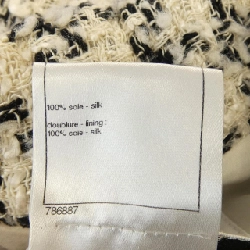 100% soie - silk
doublure - lining :
100% soie - silk
786887